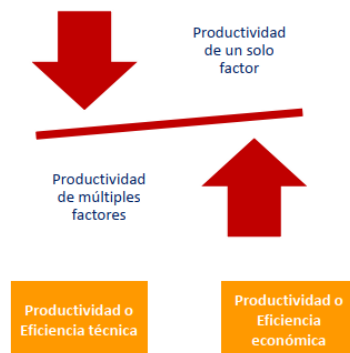 Productividad
de un solo
factor
Productividad
de múltiples
factores
Productividad o
Eficiencia técnica
Productividad o
Eficiencia
económica